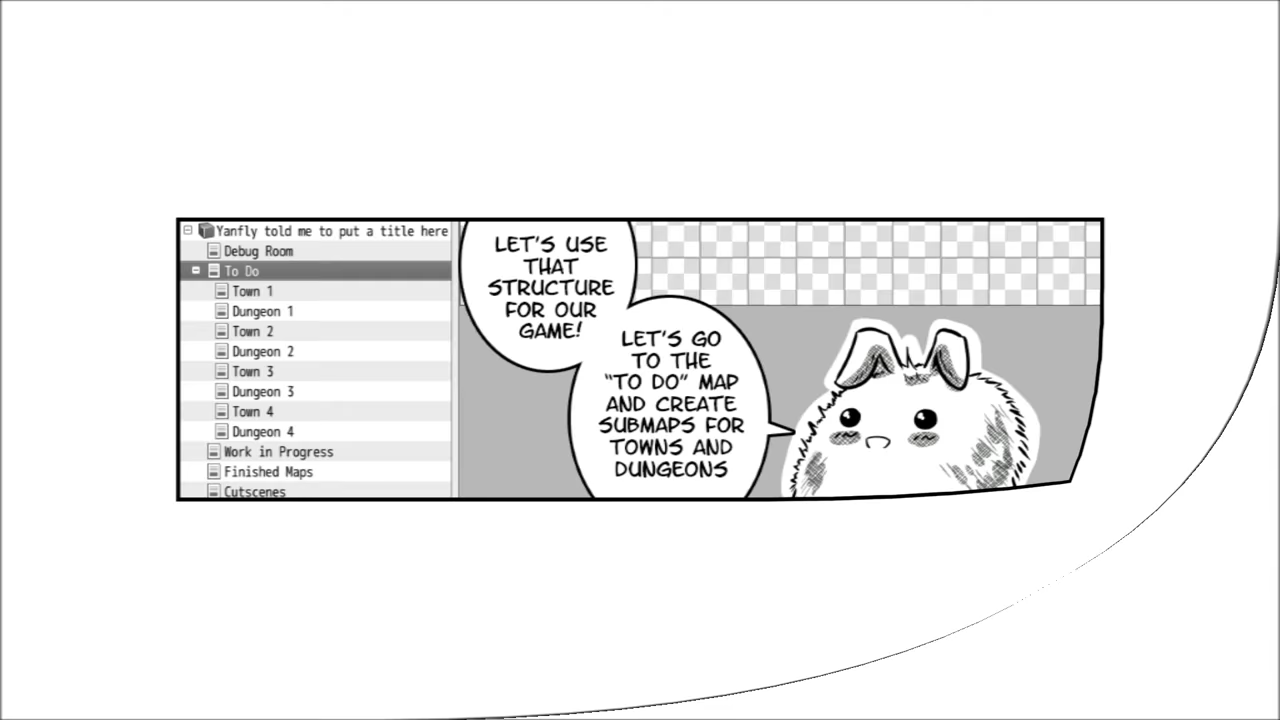 Yanfly told me to put a title here
Debug Room
To Do
Town 1
Dungeon 1
Town 2
Dungeon 2
Town 3
Dungeon 3
Town 4
Dungeon 4
Work in Progress
Finished Maps
Cutscenes
LET'S USE
THAT
STRUCTURE
FOR OUR
GAME!
LET'S GO
TO THE
"TO DO" MAP
AND CREATE
SUBMAPS FOR
TOWNS AND
DUNGEONS